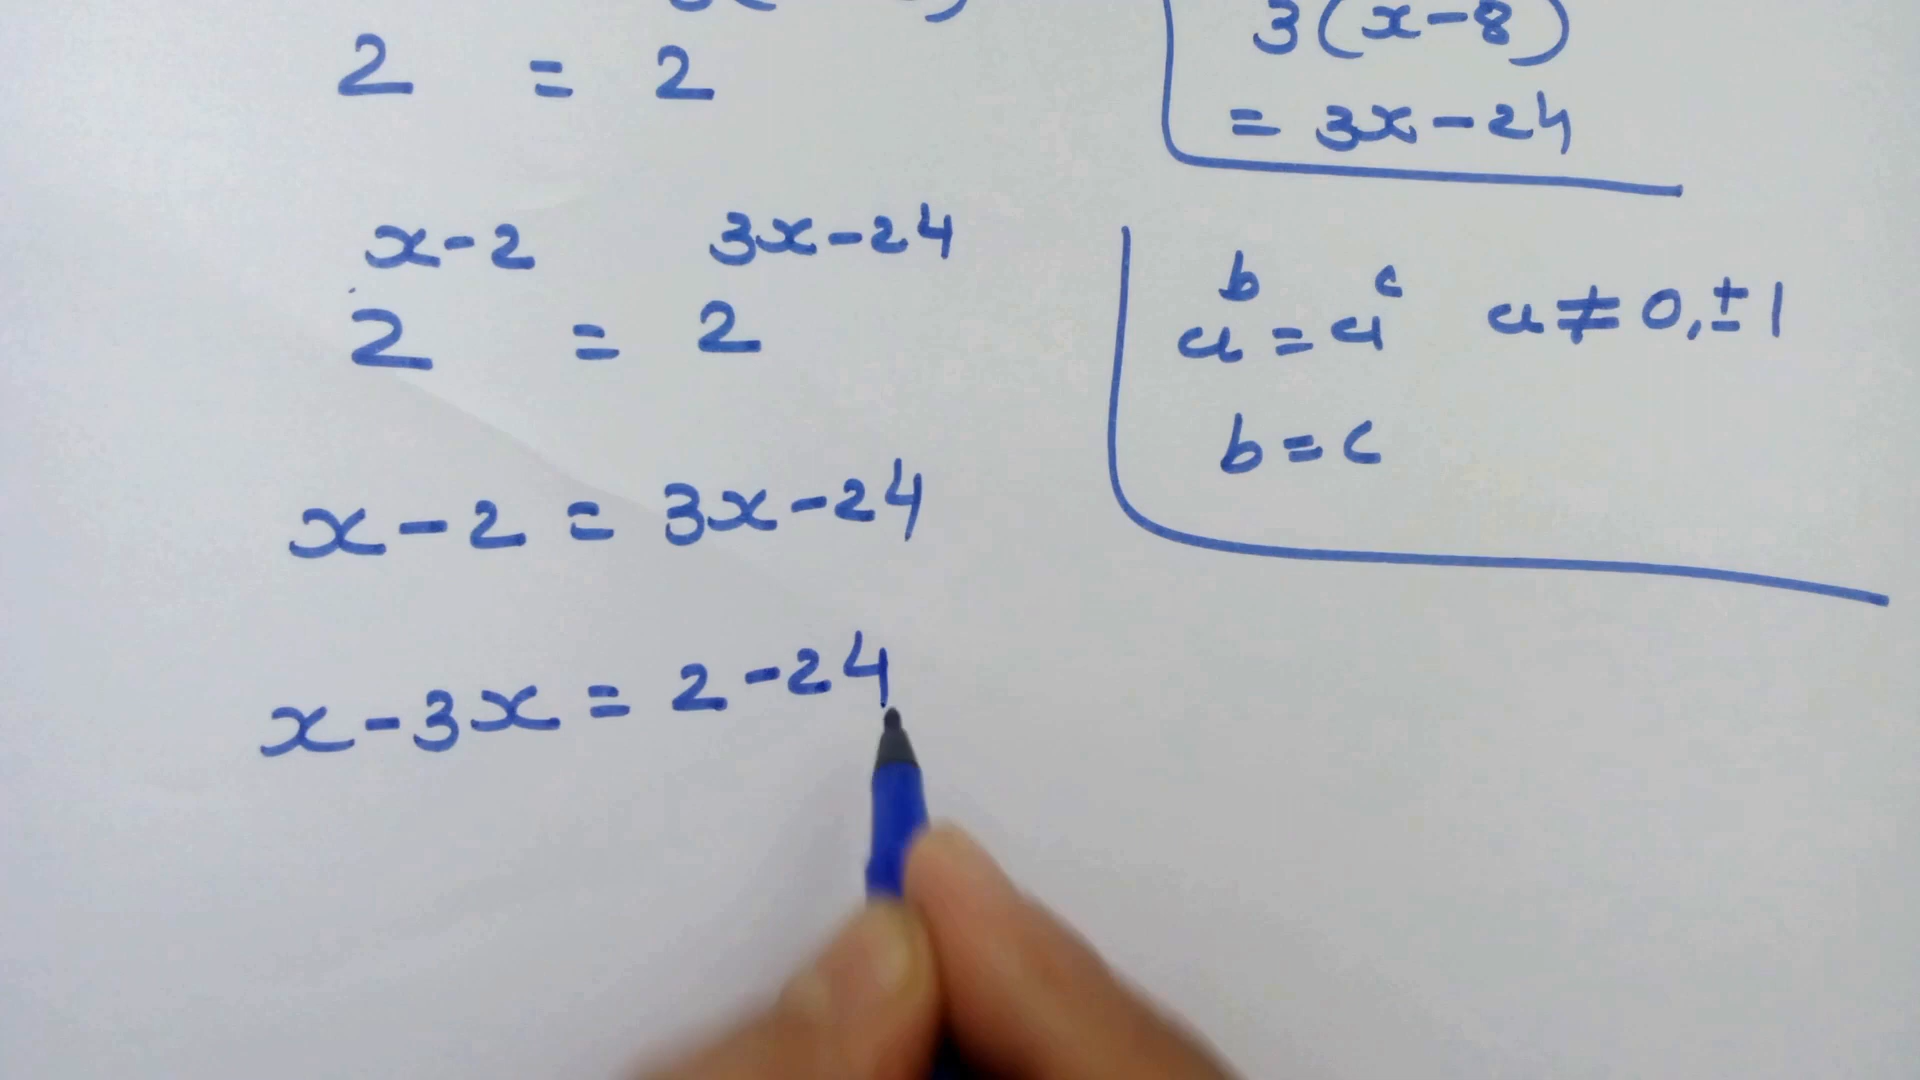 2 = 2
x-2 3x-24
2 = 2
x-2 = 3x-24
x-3x = 2-24
3(x-8)
= 3x-24
b c
a = a a ≠ 0, ± 1
b = c